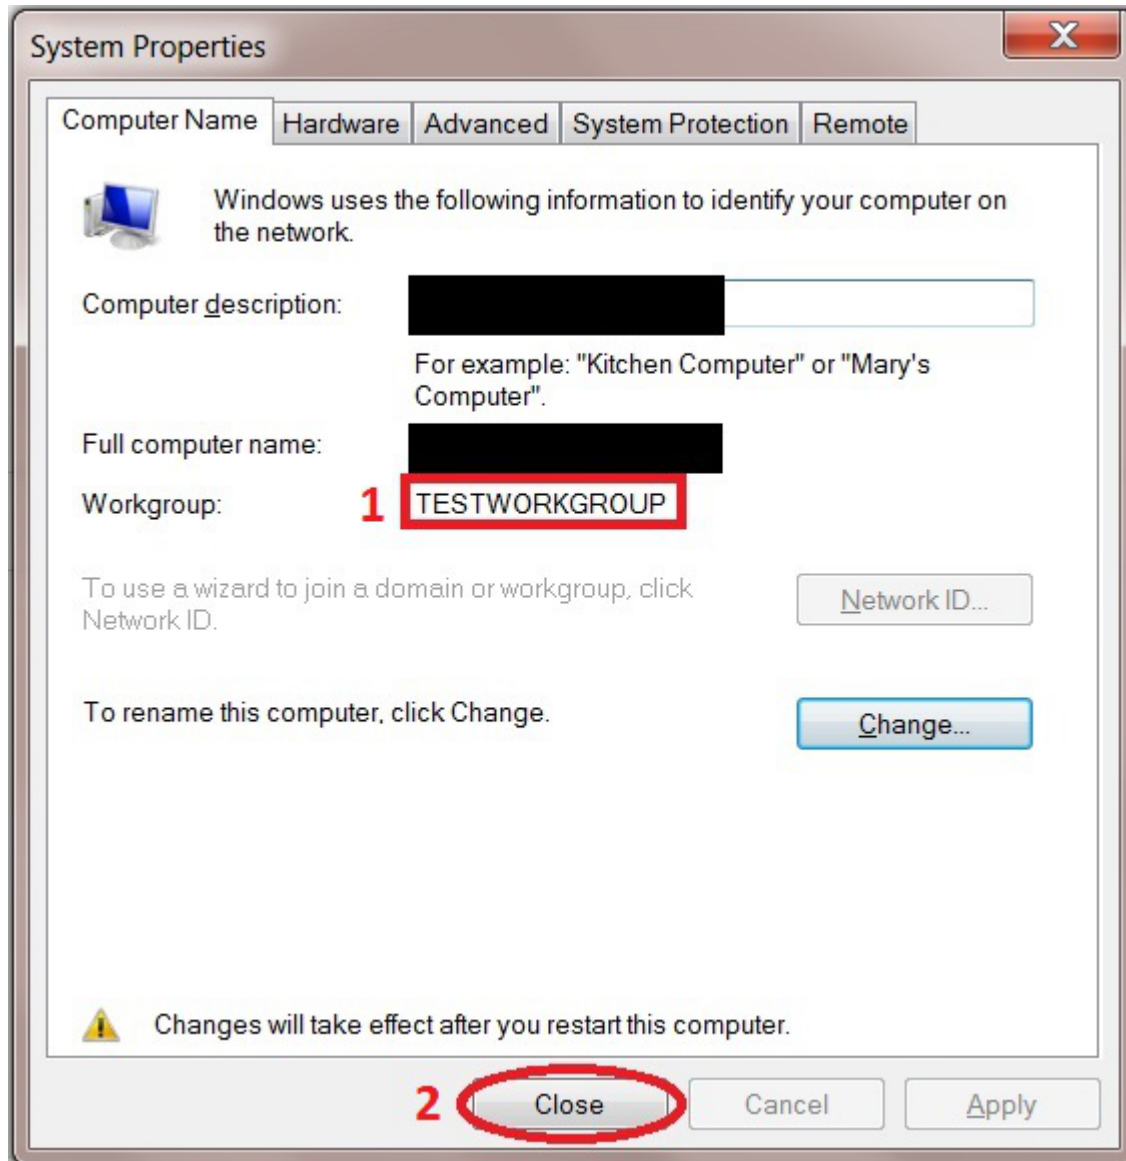 System Properties
X
Computer Name Hardware Advanced System Protection Remote
Windows uses the following information to identify your computer on
the network.
Computer description:
For example: "Kitchen Computer" or "Mary's
Computer".
Full computer name:
Workgroup: 1 TESTWORKGROUP
To use a wizard to join a domain or workgroup, click
Network ID.
Network ID...
To rename this computer, click Change.
Change...
Changes will take effect after you restart this computer.
2 Close Cancel Apply